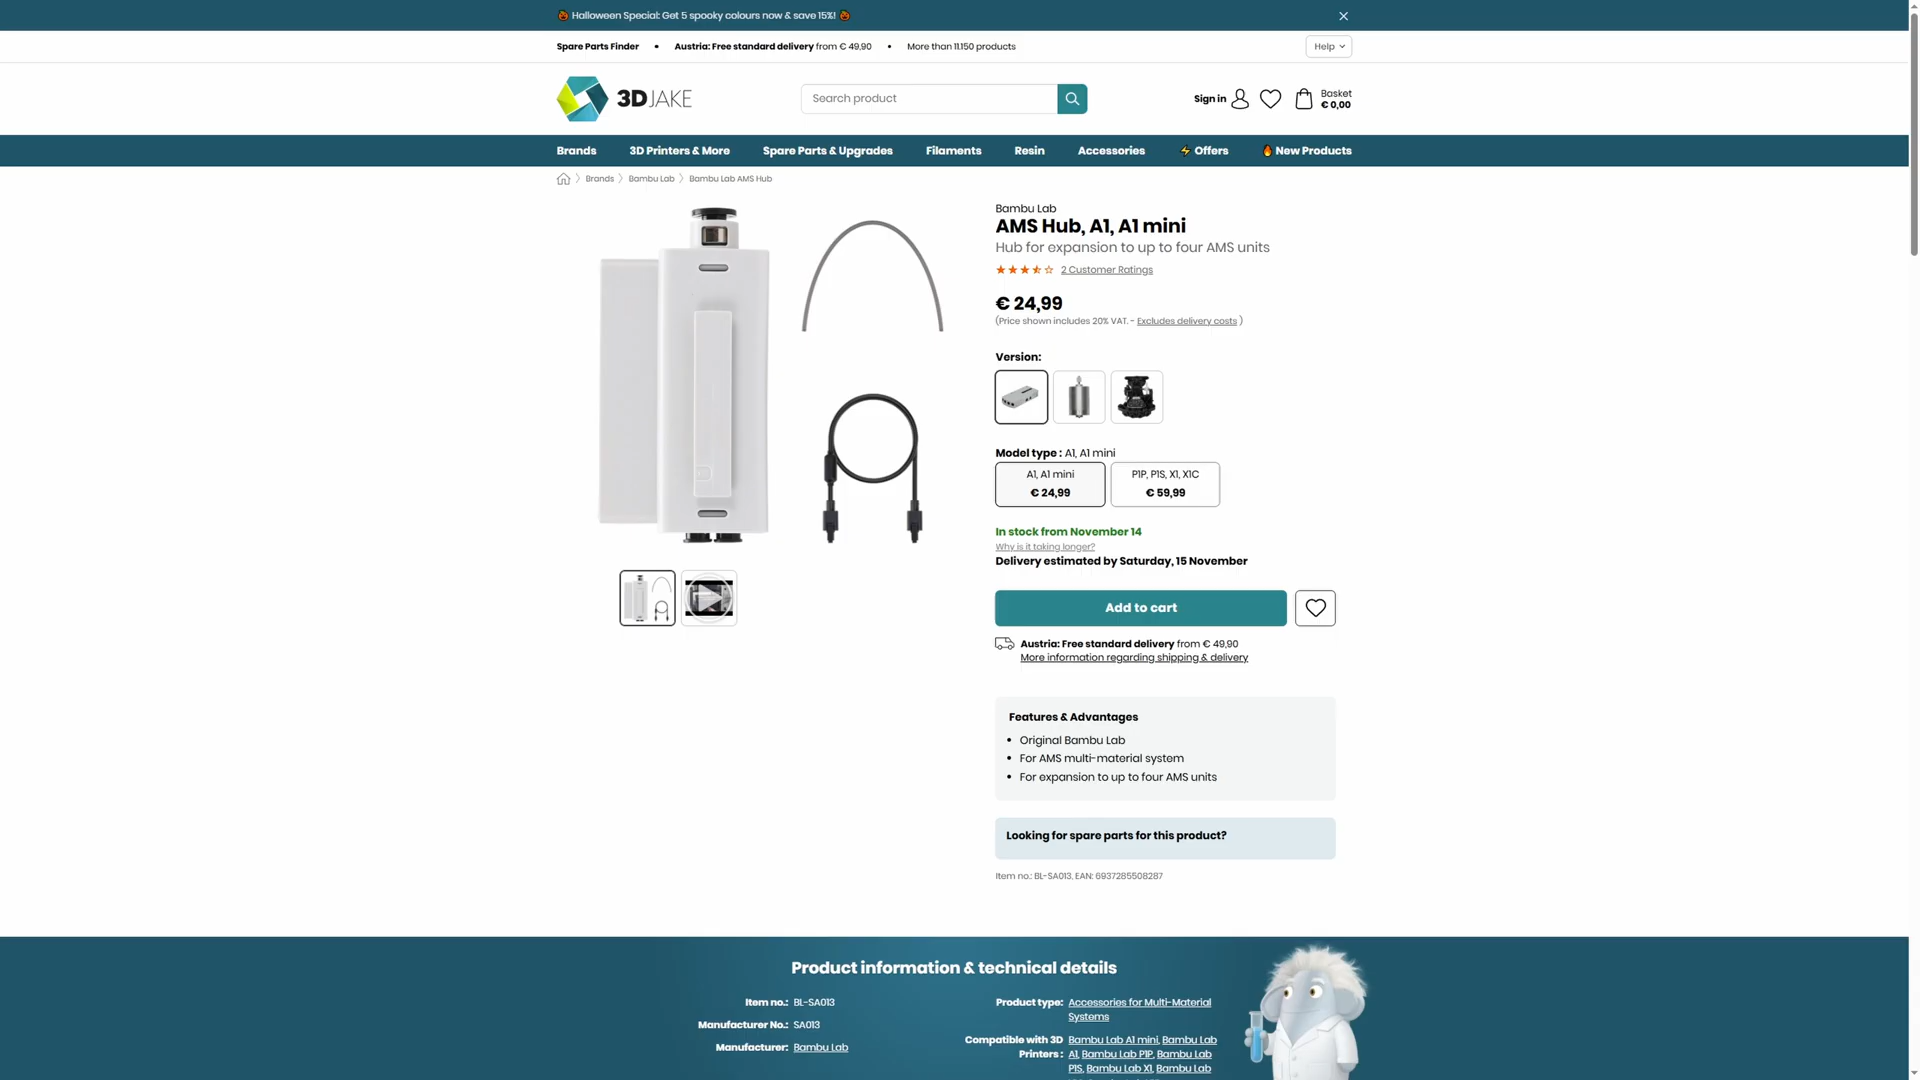 Halloween Special: Get 5 spooky colours now & save 15%!
Spare Parts Finder • Austria: Free standard delivery from € 49,90 • More than 11.150 products
Help
3DJAKE
Search product
Sign in
Basket
€ 0,00
Brands
3D Printers & More
Spare Parts & Upgrades
Filaments
Resin
Accessories
Offers
New Products
Brands
Bambu Lab
Bambu Lab AMS Hub
Bambu Lab
AMS Hub, A1, A1 mini
Hub for expansion to up to four AMS units
2 Customer Ratings
€ 24,99
(Price shown includes 20% VAT. - Excludes delivery costs )
Version:
Model type : A1, A1 mini
A1, A1 mini
€ 24,99
P1P, P1S, X1, X1C
€ 59,99
In stock from November 14
Why is it taking longer?
Delivery estimated by Saturday, 15 November
Add to cart
Austria: Free standard delivery from € 49,90
More information regarding shipping & delivery
Features & Advantages
• Original Bambu Lab
• For AMS multi-material system
• For expansion to up to four AMS units
Looking for spare parts for this product?
Item no.: BL-SA013, EAN: 6937285508287
Product information & technical details
Item no.: BL-SA013
Manufacturer No.: SA013
Manufacturer: Bambu Lab
Product type: Accessories for Multi-Material
Systems
Compatible with 3D Bambu Lab A1 mini, Bambu Lab
Printers : A1, Bambu Lab P1P, Bambu Lab
P1S, Bambu Lab X1, Bambu Lab